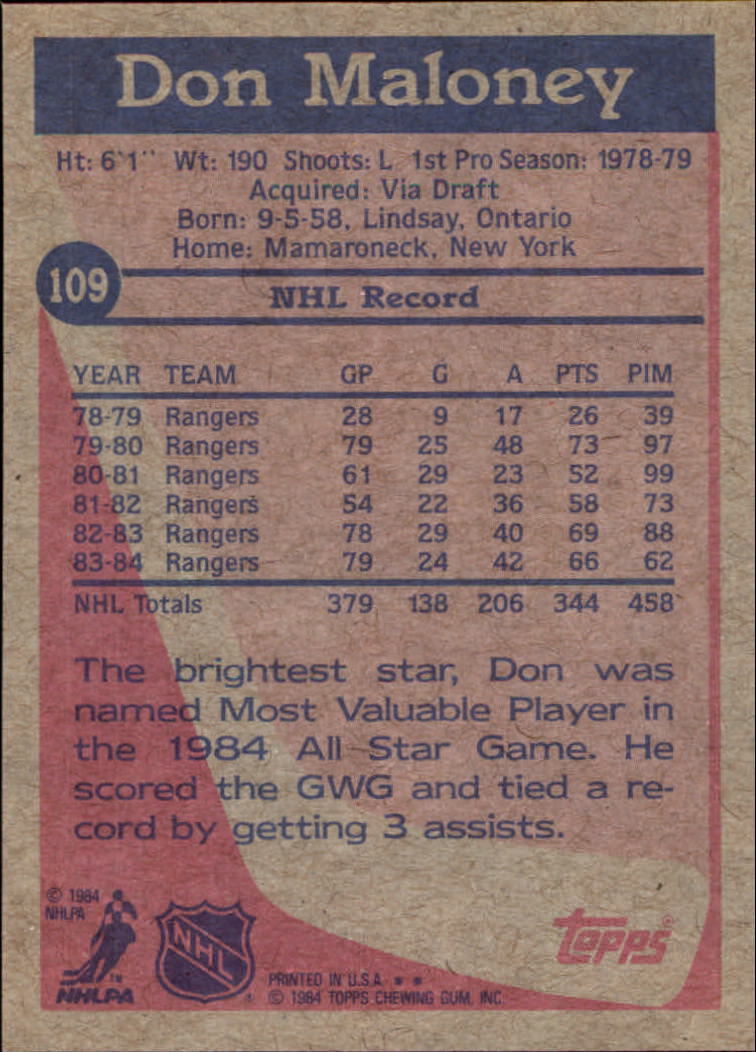 Don Maloney
Ht: 6'1" Wt: 190 Shoots: L 1st Pro Season: 1978-79
Acquired: Via Draft
Born: 9-5-58, Lindsay, Ontario
Home: Mamaroneck, New York
109
NHL Record
YEAR TEAM GP G A PTS PIM
78-79 Rangers 28 9 17 26 39
79-80 Rangers 79 25 48 73 97
80-81 Rangers 61 29 23 52 99
81-82 Rangers 54 22 36 58 73
82-83 Rangers 78 29 40 69 88
83-84 Rangers 79 24 42 66 62
NHL Totals 379 138 206 344 458
The brightest star, Don was
named Most Valuable Player in
the 1984 All Star Game. He
scored the GWG and tied a re-
cord by getting 3 assists.
© 1984
NHLPA
™
NHLPA
NHL
®
topps®
PRINTED IN U.S.A. * *
© 1984 TOPPS CHEWING GUM, INC.